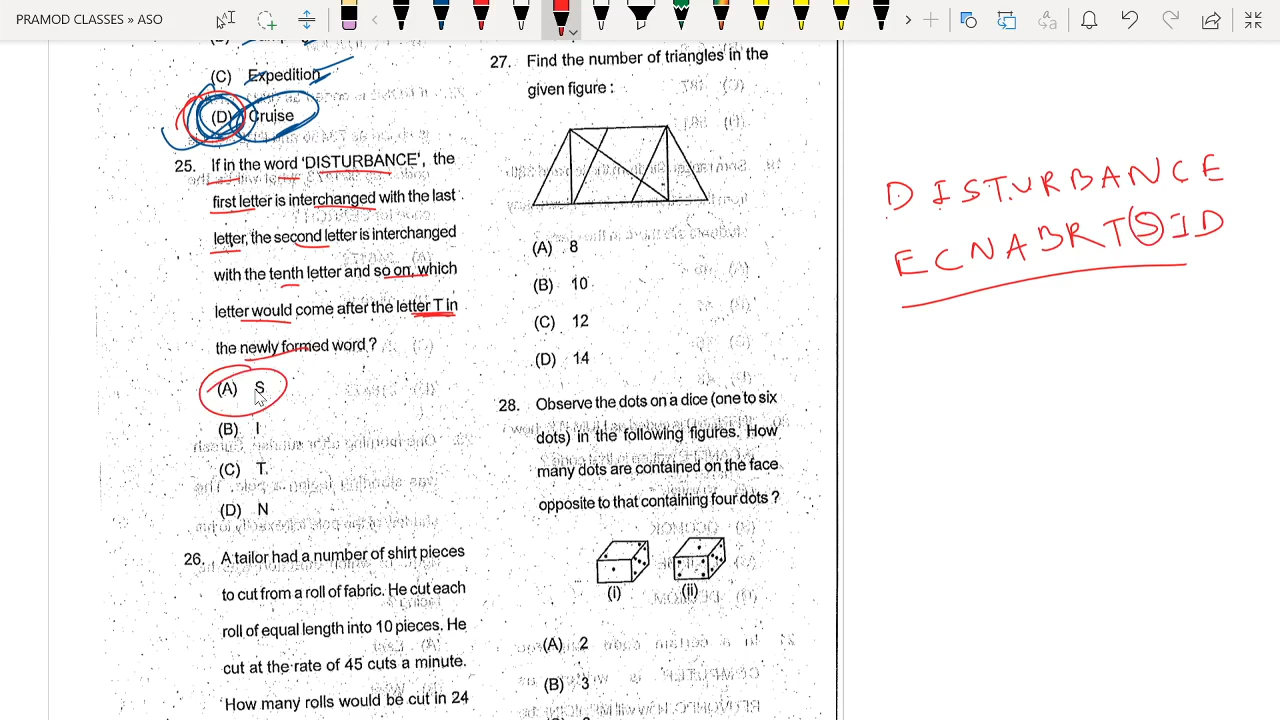 PRAMOD CLASSES » ASO
(C) Expedition
(D) Cruise
25. If in the word 'DISTURBANCE', the
first letter is interchanged with the last
letter, the second letter is interchanged
with the tenth letter and so on, which
letter would come after the letter T in
the newly formed word ?
(A) S
(B) I
(C) T.
(D) N
26. A tailor had a number of shirt pieces
to cut from a roll of fabric. He cut each
roll of equal length into 10 pieces. He
cut at the rate of 45 cuts a minute.
How many rolls would be cut in 24
27. Find the number of triangles in the
given figure :
(A) 8
(B) 10
(C) 12
(D) 14
28. Observe the dots on a dice (one to six
dots) in the following figures. How
many dots are contained on the face
opposite to that containing four dots ?
(i) (ii)
(A) 2
(B) 3
DISTURBANCE
ECNABRTSID